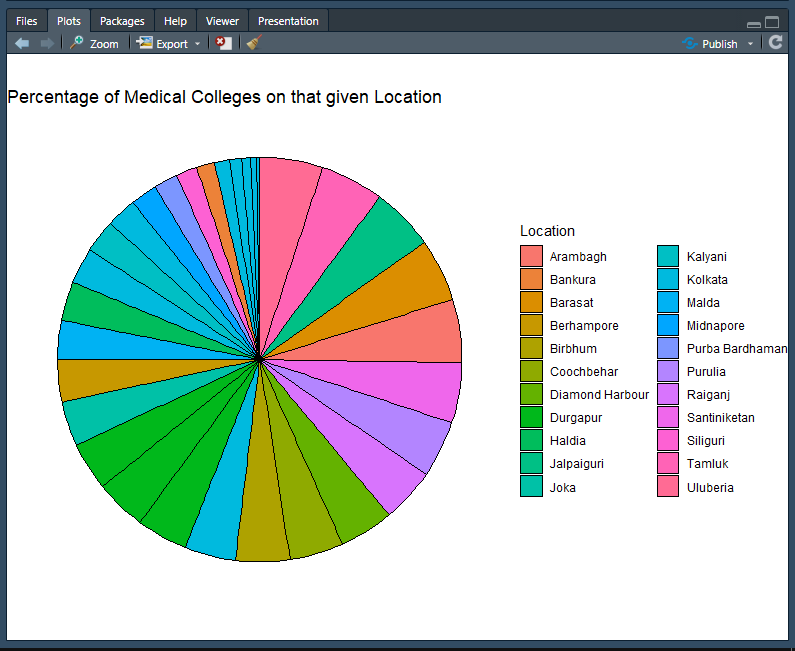 Files Plots Packages Help Viewer Presentation
Zoom Export Publish
Percentage of Medical Colleges on that given Location
Location
Arambagh
Bankura
Barasat
Berhampore
Birbhum
Coochbehar
Diamond Harbour
Durgapur
Haldia
Jalpaiguri
Joka
Kalyani
Kolkata
Malda
Midnapore
Purba Bardhaman
Purulia
Raiganj
Santiniketan
Siliguri
Tamluk
Uluberia